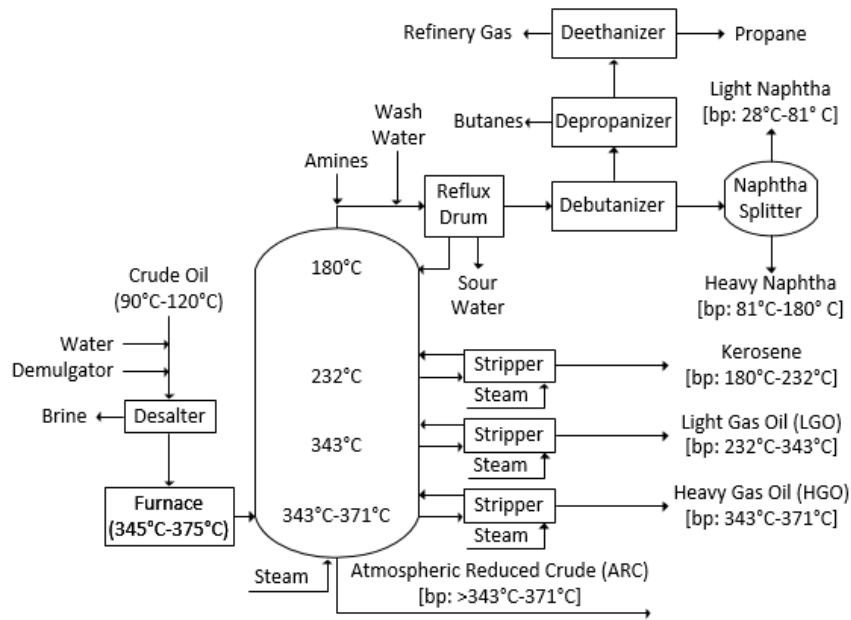 Refinery Gas
Deethanizer
Propane
Light Naphtha
[bp: 28°C-81° C]
Wash
Water
Butanes
Depropanizer
Amines
Reflux
Drum
Debutanizer
Naphtha
Splitter
180°C
Sour
Water
Heavy Naphtha
[bp: 81°C-180° C]
Crude Oil
(90°C-120°C)
Water
Demulgator
Brine
Desalter
232°C
Stripper
Steam
Kerosene
[bp: 180°C-232°C]
343°C
Stripper
Steam
Light Gas Oil (LGO)
[bp: 232°C-343°C]
Furnace
(345°C-375°C)
343°C-371°C
Stripper
Steam
Heavy Gas Oil (HGO)
[bp: 343°C-371°C]
Steam
Atmospheric Reduced Crude (ARC)
[bp: >343°C-371°C]